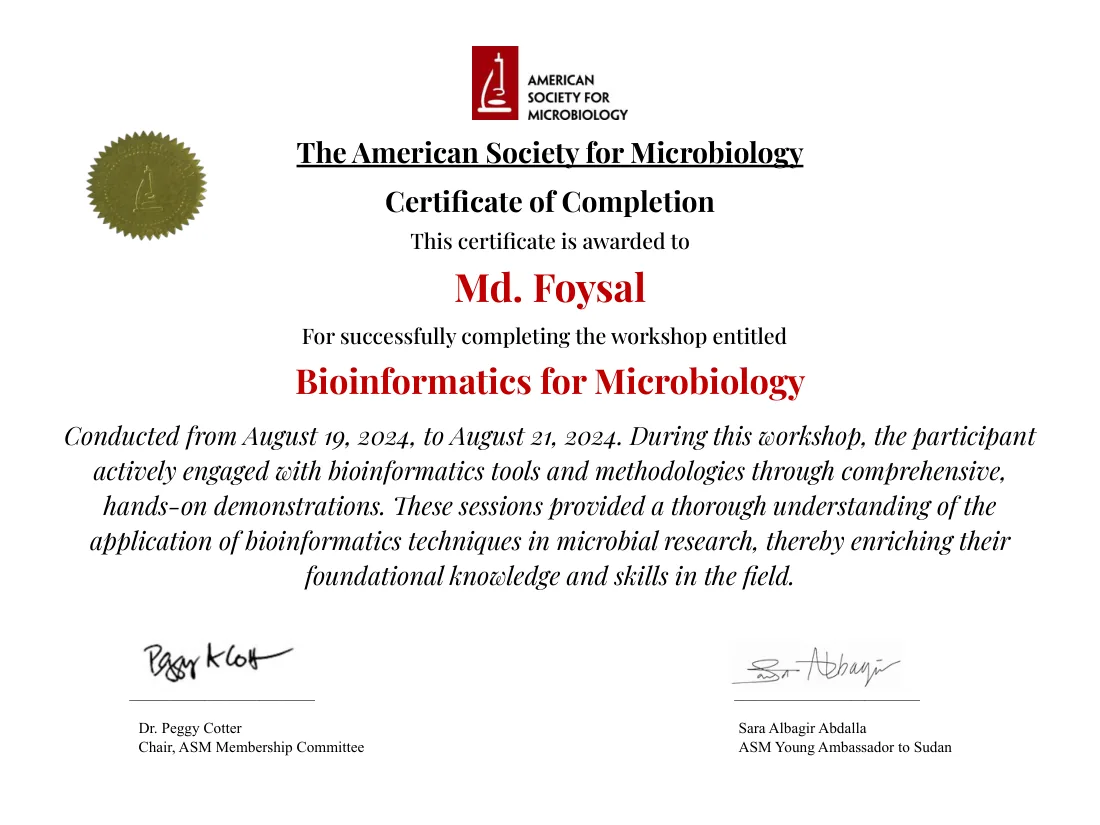 AMERICAN
SOCIETY FOR
MICROBIOLOGY
The American Society for Microbiology
Certificate of Completion
This certificate is awarded to
Md. Foysal
For successfully completing the workshop entitled
Bioinformatics for Microbiology
Conducted from August 19, 2024, to August 21, 2024. During this workshop, the participant
actively engaged with bioinformatics tools and methodologies through comprehensive,
hands-on demonstrations. These sessions provided a thorough understanding of the
application of bioinformatics techniques in microbial research, thereby enriching their
foundational knowledge and skills in the field.
Peggy A Cotter
Dr. Peggy Cotter
Chair, ASM Membership Committee
Sara Albagir Abdalla
ASM Young Ambassador to Sudan